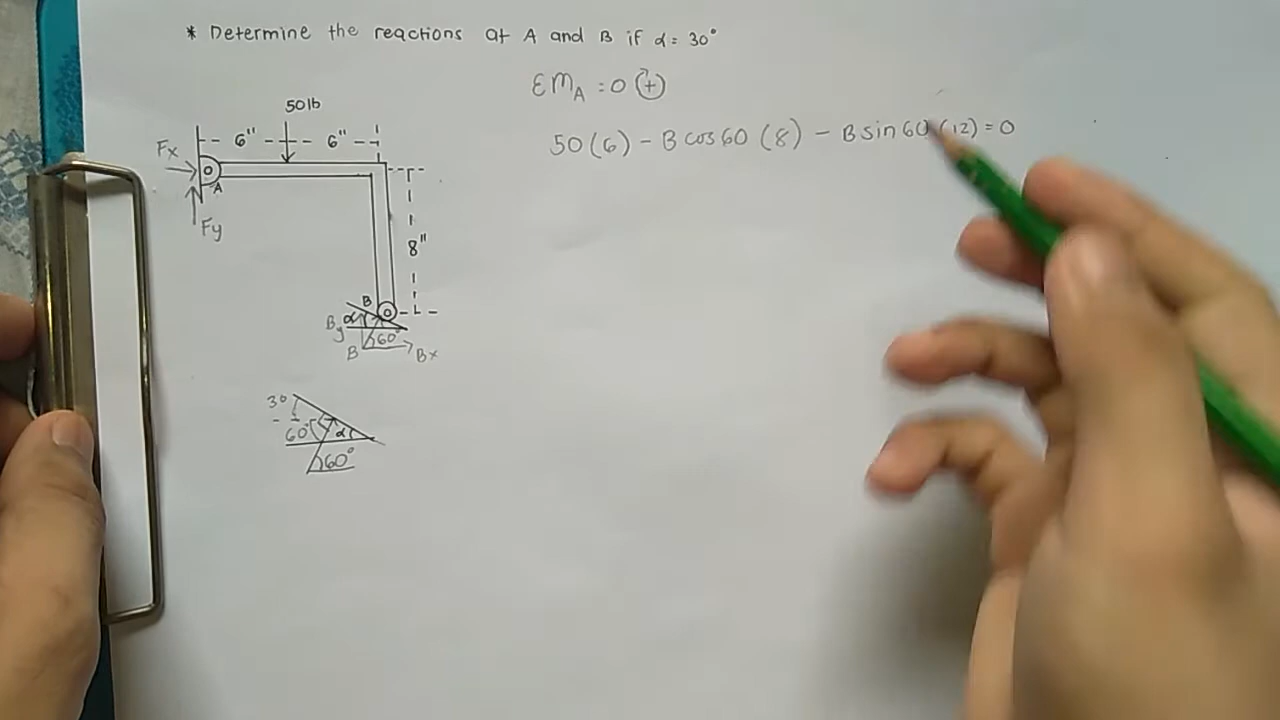 * Determine the reactions at A and B if α = 30°
ƐM_A = 0 (+)
50 (6) - B cos 60 (8) - B sin 60 (12) = 0
50 lb
6" 6"
Fx
A
Fy
8"
B
By α 60°
B Bx
30
60° α
60°